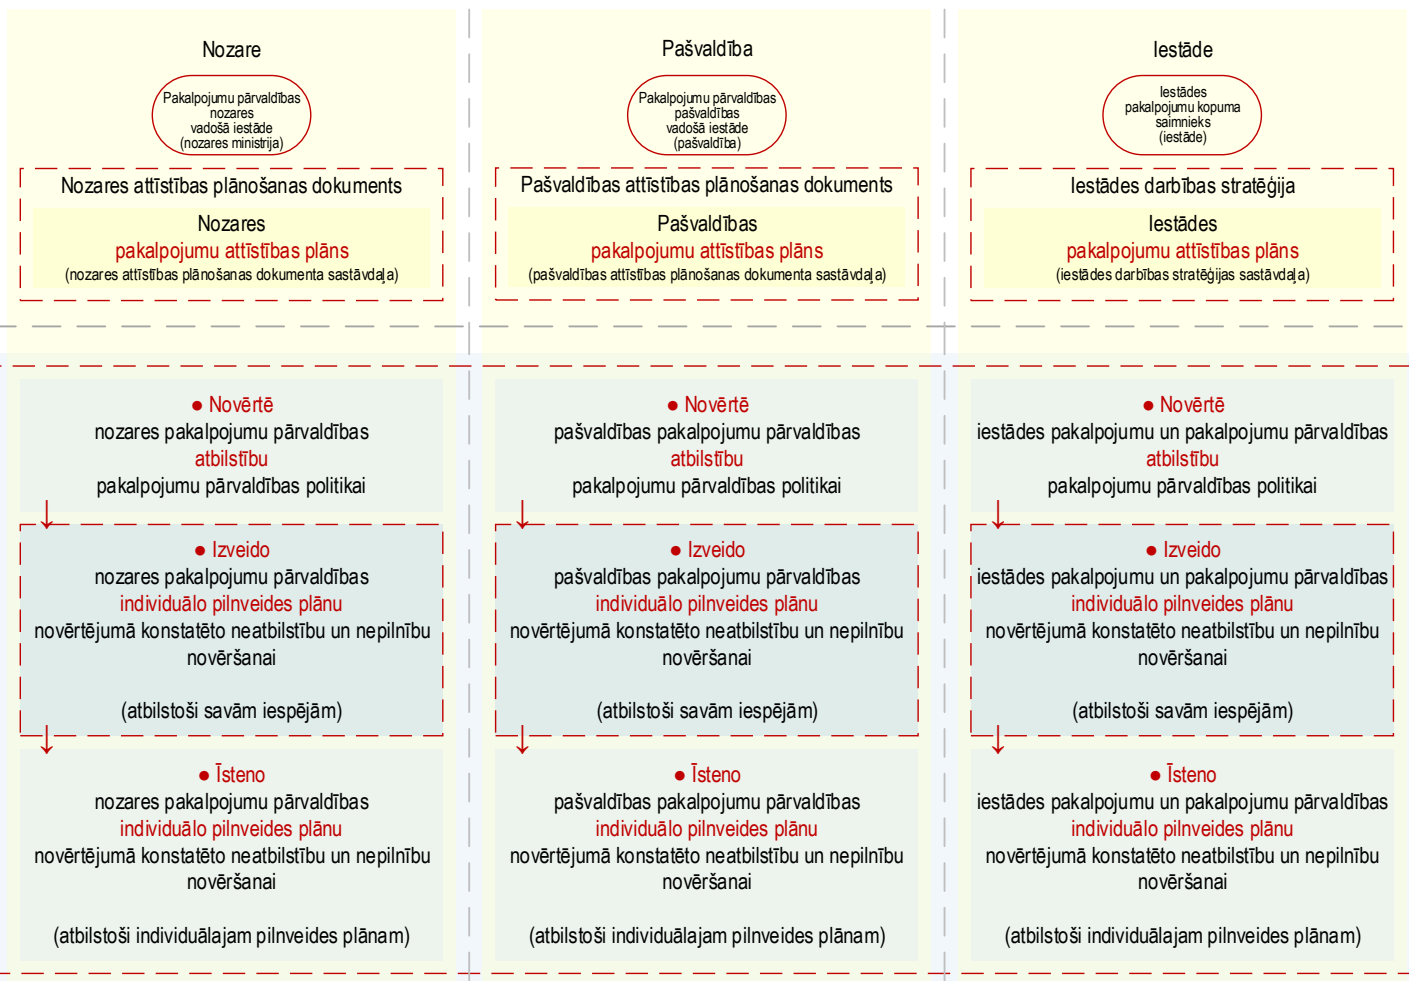 Nozare
Pakalpojumu pārvaldības
nozares
vadošā iestāde
(nozares ministrija)
Nozares attīstības plānošanas dokuments
Nozares
pakalpojumu attīstības plāns
(nozares attīstības plānošanas dokumenta sastāvdaļa)
● Novērtē
nozares pakalpojumu pārvaldības
atbilstību
pakalpojumu pārvaldības politikai
● Izveido
nozares pakalpojumu pārvaldības
individuālo pilnveides plānu
novērtējumā konstatēto neatbilstību un nepilnību
novēršanai
(atbilstoši savām iespējām)
● Īsteno
nozares pakalpojumu pārvaldības
individuālo pilnveides plānu
novērtējumā konstatēto neatbilstību un nepilnību
novēršanai
(atbilstoši individuālajam pilnveides plānam)
Pašvaldība
Pakalpojumu pārvaldības
pašvaldības
vadošā iestāde
(pašvaldība)
Pašvaldības attīstības plānošanas dokuments
Pašvaldības
pakalpojumu attīstības plāns
(pašvaldības attīstības plānošanas dokumenta sastāvdaļa)
● Novērtē
pašvaldības pakalpojumu pārvaldības
atbilstību
pakalpojumu pārvaldības politikai
● Izveido
pašvaldības pakalpojumu pārvaldības
individuālo pilnveides plānu
novērtējumā konstatēto neatbilstību un nepilnību
novēršanai
(atbilstoši savām iespējām)
● Īsteno
pašvaldības pakalpojumu pārvaldības
individuālo pilnveides plānu
novērtējumā konstatēto neatbilstību un nepilnību
novēršanai
(atbilstoši individuālajam pilnveides plānam)
Iestāde
Iestādes
pakalpojumu kopuma
saimnieks
(iestāde)
Iestādes darbības stratēģija
Iestādes
pakalpojumu attīstības plāns
(iestādes darbības stratēģijas sastāvdaļa)
● Novērtē
iestādes pakalpojumu un pakalpojumu pārvaldības
atbilstību
pakalpojumu pārvaldības politikai
● Izveido
iestādes pakalpojumu un pakalpojumu pārvaldības
individuālo pilnveides plānu
novērtējumā konstatēto neatbilstību un nepilnību
novēršanai
(atbilstoši savām iespējām)
● Īsteno
iestādes pakalpojumu un pakalpojumu pārvaldības
individuālo pilnveides plānu
novērtējumā konstatēto neatbilstību un nepilnību
novēršanai
(atbilstoši individuālajam pilnveides plānam)